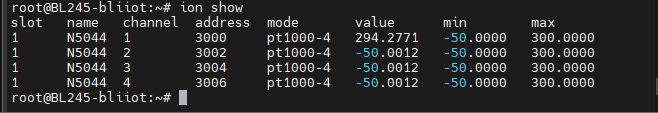 root@BL245-bliiot:~# ion show
slot name channel address mode value min max
1 N5044 1 3000 pt1000-4 294.2771 -50.0000 300.0000
1 N5044 2 3002 pt1000-4 -50.0012 -50.0000 300.0000
1 N5044 3 3004 pt1000-4 -50.0012 -50.0000 300.0000
1 N5044 4 3006 pt1000-4 -50.0012 -50.0000 300.0000
root@BL245-bliiot:~#